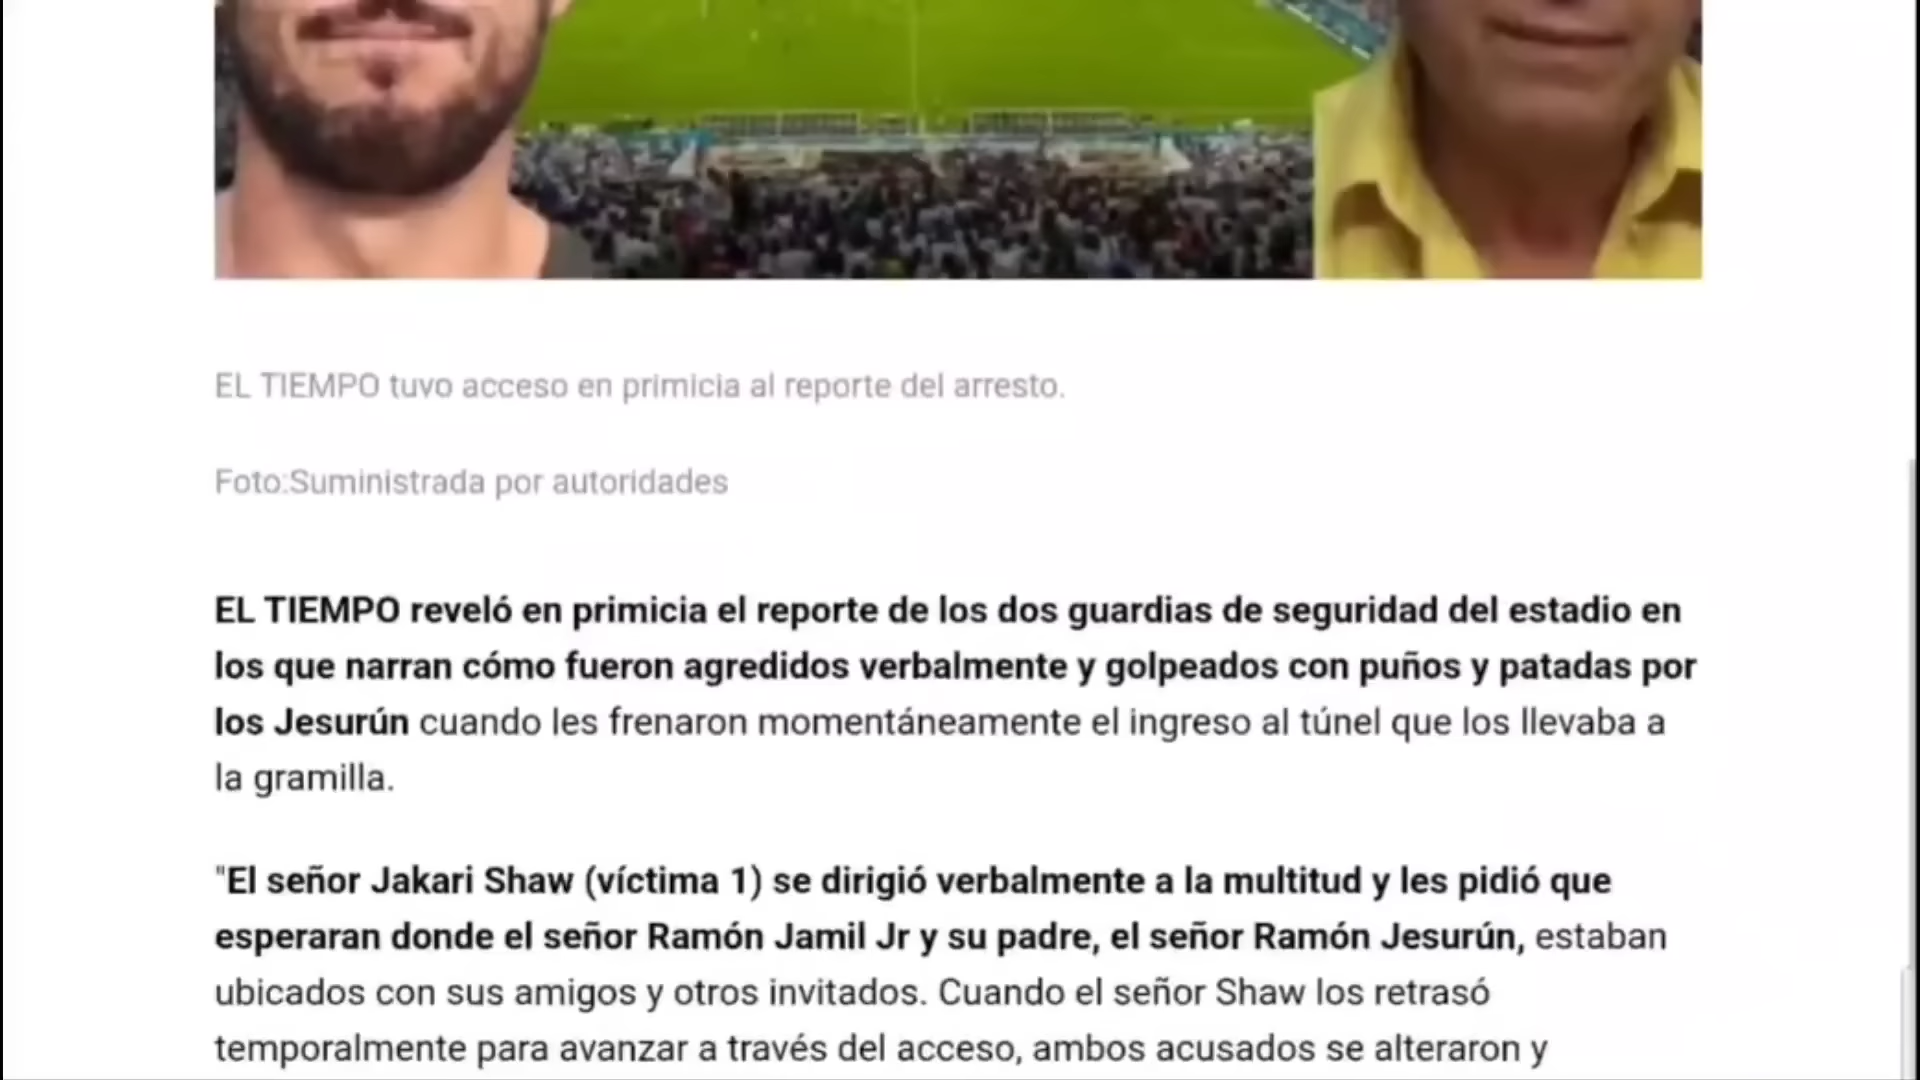 EL TIEMPO tuvo acceso en primicia al reporte del arresto.
Foto:Suministrada por autoridades
EL TIEMPO reveló en primicia el reporte de los dos guardias de seguridad del estadio en
los que narran cómo fueron agredidos verbalmente y golpeados con puños y patadas por
los Jesurún cuando les frenaron momentáneamente el ingreso al túnel que los llevaba a
la gramilla.
"El señor Jakari Shaw (víctima 1) se dirigió verbalmente a la multitud y les pidió que
esperaran donde el señor Ramón Jamil Jr y su padre, el señor Ramón Jesurún, estaban
ubicados con sus amigos y otros invitados. Cuando el señor Shaw los retrasó
temporalmente para avanzar a través del acceso, ambos acusados se alteraron y